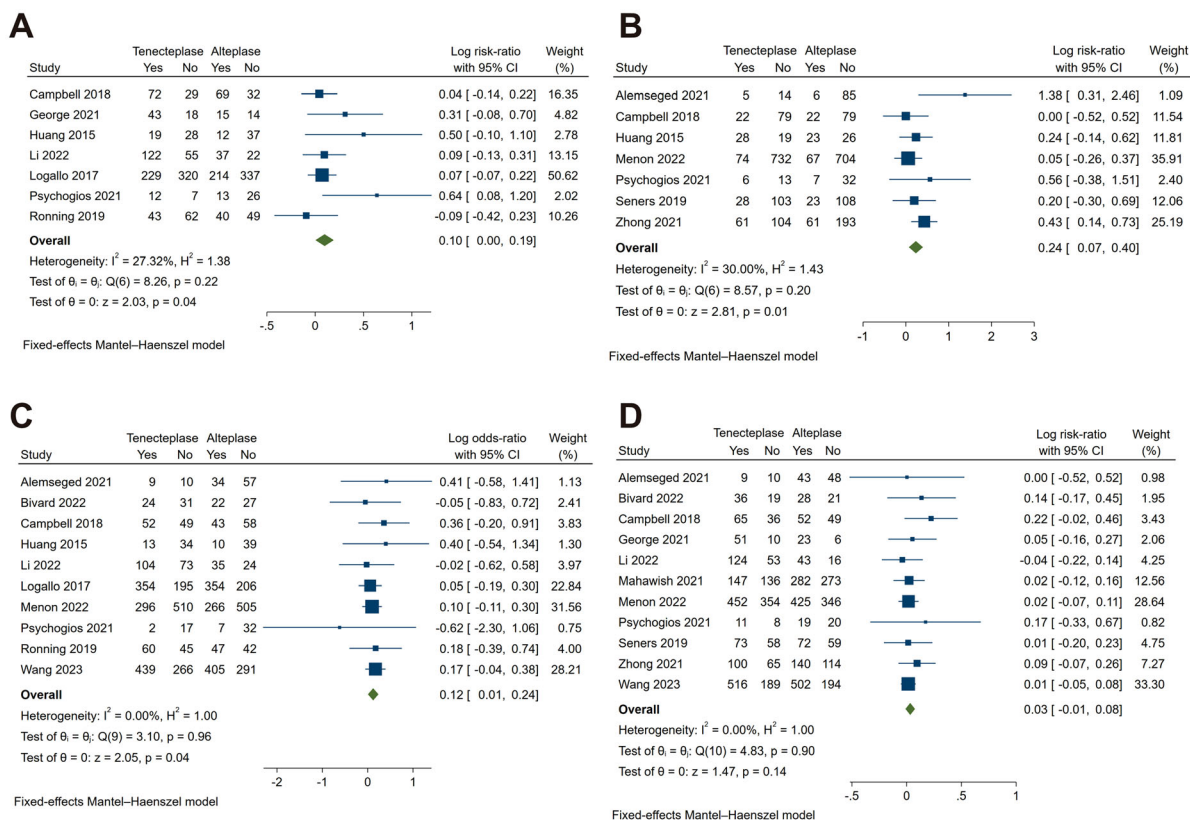 A
Tenecteplase Alteplase Log risk-ratio Weight
Study Yes No Yes No with 95% CI (%)
Campbell 2018 72 29 69 32 0.04 [ -0.14, 0.22] 16.35
George 2021 43 18 15 14 0.31 [ -0.08, 0.70] 4.82
Huang 2015 19 28 12 37 0.50 [ -0.10, 1.10] 2.78
Li 2022 122 55 37 22 0.09 [ -0.13, 0.31] 13.15
Logallo 2017 229 320 214 337 0.07 [ -0.07, 0.22] 50.62
Psychogios 2021 12 7 13 26 0.64 [ 0.08, 1.20] 2.02
Ronning 2019 43 62 40 49 -0.09 [ -0.42, 0.23] 10.26
Overall 0.10 [ 0.00, 0.19]
Heterogeneity: I² = 27.32%, H² = 1.38
Test of θᵢ = θⱼ: Q(6) = 8.26, p = 0.22
Test of θ = 0: z = 2.03, p = 0.04
-.5 0 .5 1
Fixed-effects Mantel–Haenszel model
B
Tenecteplase Alteplase Log risk-ratio Weight
Study Yes No Yes No with 95% CI (%)
Alemseged 2021 5 14 6 85 1.38 [ 0.31, 2.46] 1.09
Campbell 2018 22 79 22 79 0.00 [ -0.52, 0.52] 11.54
Huang 2015 28 19 23 26 0.24 [ -0.14, 0.62] 11.81
Menon 2022 74 732 67 704 0.05 [ -0.26, 0.37] 35.91
Psychogios 2021 6 13 7 32 0.56 [ -0.38, 1.51] 2.40
Seners 2019 28 103 23 108 0.20 [ -0.30, 0.69] 12.06
Zhong 2021 61 104 61 193 0.43 [ 0.14, 0.73] 25.19
Overall 0.24 [ 0.07, 0.40]
Heterogeneity: I² = 30.00%, H² = 1.43
Test of θᵢ = θⱼ: Q(6) = 8.57, p = 0.20
Test of θ = 0: z = 2.81, p = 0.01
-1 0 1 2 3
Fixed-effects Mantel–Haenszel model
C
Tenecteplase Alteplase Log odds-ratio Weight
Study Yes No Yes No with 95% CI (%)
Alemseged 2021 9 10 34 57 0.41 [ -0.58, 1.41] 1.13
Bivard 2022 24 31 22 27 -0.05 [ -0.83, 0.72] 2.41
Campbell 2018 52 49 43 58 0.36 [ -0.20, 0.91] 3.83
Huang 2015 13 34 10 39 0.40 [ -0.54, 1.34] 1.30
Li 2022 104 73 35 24 -0.02 [ -0.62, 0.58] 3.97
Logallo 2017 354 195 354 206 0.05 [ -0.19, 0.30] 22.84
Menon 2022 296 510 266 505 0.10 [ -0.11, 0.30] 31.56
Psychogios 2021 2 17 7 32 -0.62 [ -2.30, 1.06] 0.75
Ronning 2019 60 45 47 42 0.18 [ -0.39, 0.74] 4.00
Wang 2023 439 266 405 291 0.17 [ -0.04, 0.38] 28.21
Overall 0.12 [ 0.01, 0.24]
Heterogeneity: I² = 0.00%, H² = 1.00
Test of θᵢ = θⱼ: Q(9) = 3.10, p = 0.96
Test of θ = 0: z = 2.05, p = 0.04
-2 -1 0 1
Fixed-effects Mantel–Haenszel model
D
Tenecteplase Alteplase Log risk-ratio Weight
Study Yes No Yes No with 95% CI (%)
Alemseged 2021 9 10 43 48 0.00 [ -0.52, 0.52] 0.98
Bivard 2022 36 19 28 21 0.14 [ -0.17, 0.45] 1.95
Campbell 2018 65 36 52 49 0.22 [ -0.02, 0.46] 3.43
George 2021 51 10 23 6 0.05 [ -0.16, 0.27] 2.06
Li 2022 124 53 43 16 -0.04 [ -0.22, 0.14] 4.25
Mahawish 2021 147 136 282 273 0.02 [ -0.12, 0.16] 12.56
Menon 2022 452 354 425 346 0.02 [ -0.07, 0.11] 28.64
Psychogios 2021 11 8 19 20 0.17 [ -0.33, 0.67] 0.82
Seners 2019 73 58 72 59 0.01 [ -0.20, 0.23] 4.75
Zhong 2021 100 65 140 114 0.09 [ -0.07, 0.26] 7.27
Wang 2023 516 189 502 194 0.01 [ -0.05, 0.08] 33.30
Overall 0.03 [ -0.01, 0.08]
Heterogeneity: I² = 0.00%, H² = 1.00
Test of θᵢ = θⱼ: Q(10) = 4.83, p = 0.90
Test of θ = 0: z = 1.47, p = 0.14
-.5 0 .5 1
Fixed-effects Mantel–Haenszel model